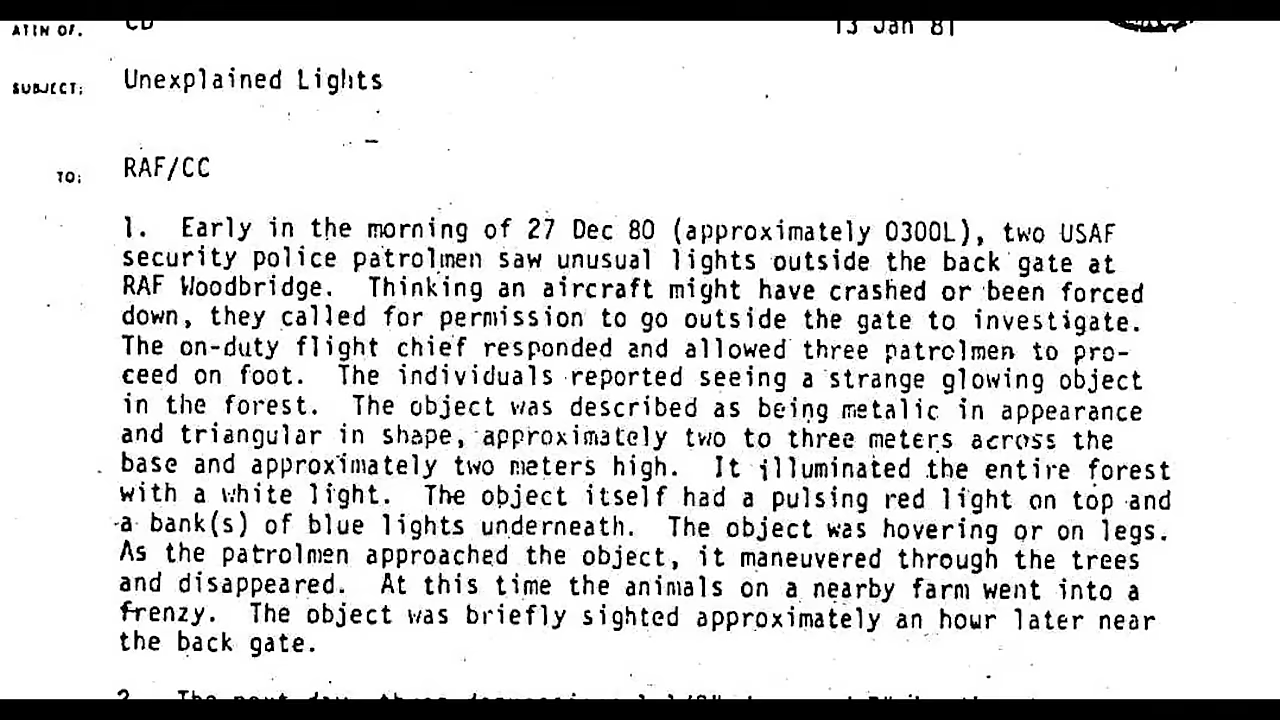 ATTN OF: CD 13 Jan 81
SUBJECT: Unexplained Lights
TO: RAF/CC
1. Early in the morning of 27 Dec 80 (approximately 0300L), two USAF
security police patrolmen saw unusual lights outside the back gate at
RAF Woodbridge. Thinking an aircraft might have crashed or been forced
down, they called for permission to go outside the gate to investigate.
The on-duty flight chief responded and allowed three patrolmen to pro-
ceed on foot. The individuals reported seeing a strange glowing object
in the forest. The object was described as being metalic in appearance
and triangular in shape, approximately two to three meters across the
base and approximately two meters high. It illuminated the entire forest
with a white light. The object itself had a pulsing red light on top and
a bank(s) of blue lights underneath. The object was hovering or on legs.
As the patrolmen approached the object, it maneuvered through the trees
and disappeared. At this time the animals on a nearby farm went into a
frenzy. The object was briefly sighted approximately an hour later near
the back gate.
2. The next day, three